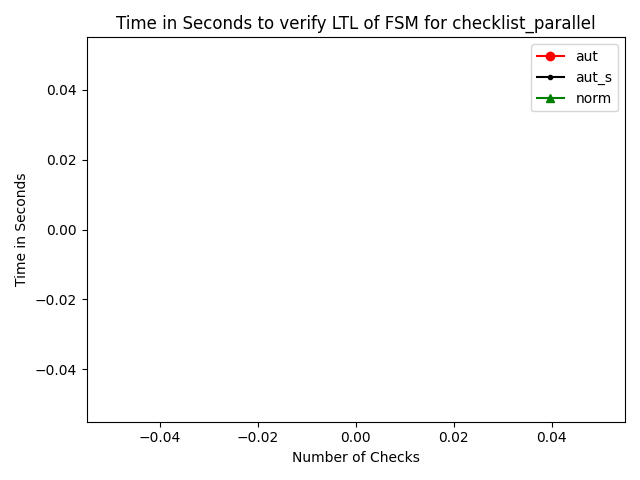 Time in Seconds to verify LTL of FSM for checklist_parallel
aut
aut_s
norm
0.04
0.02
0.00
−0.02
−0.04
Time in Seconds
−0.04 −0.02 0.00 0.02 0.04
Number of Checks